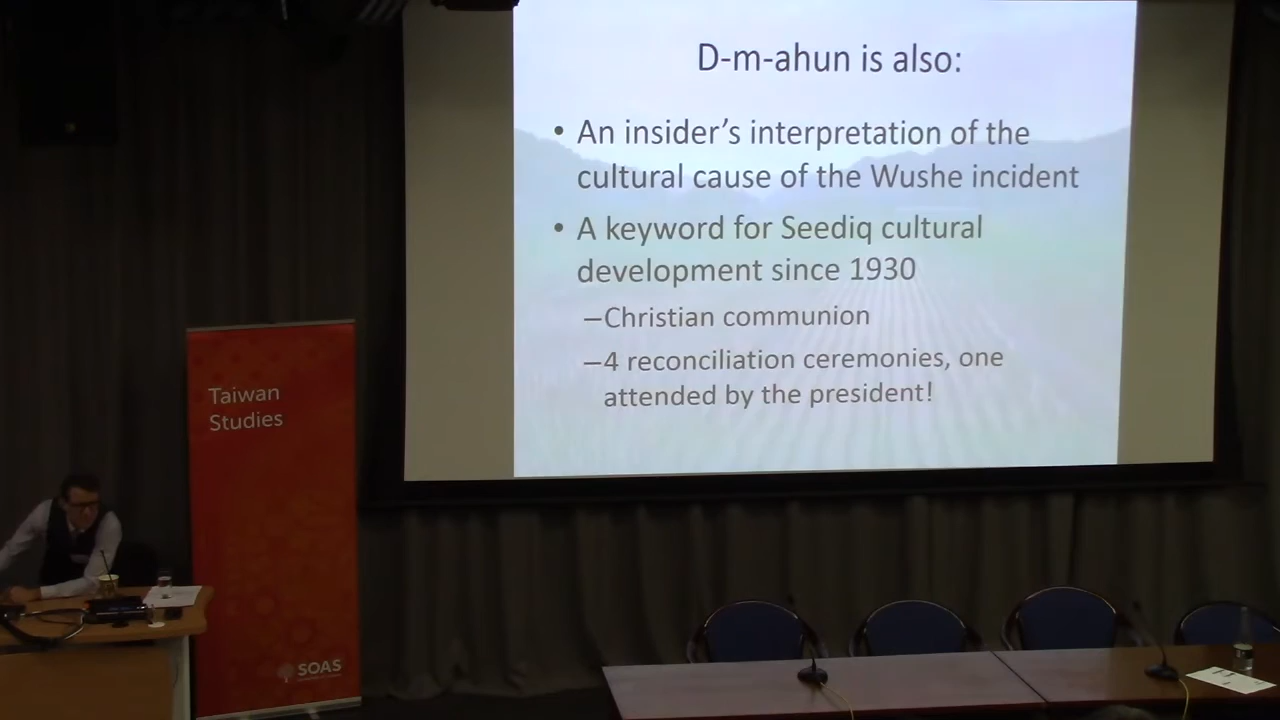 D-m-ahun is also:
• An insider's interpretation of the
cultural cause of the Wushe incident
• A keyword for Seediq cultural
development since 1930
–Christian communion
–4 reconciliation ceremonies, one
attended by the president!
Taiwan
Studies
SOAS